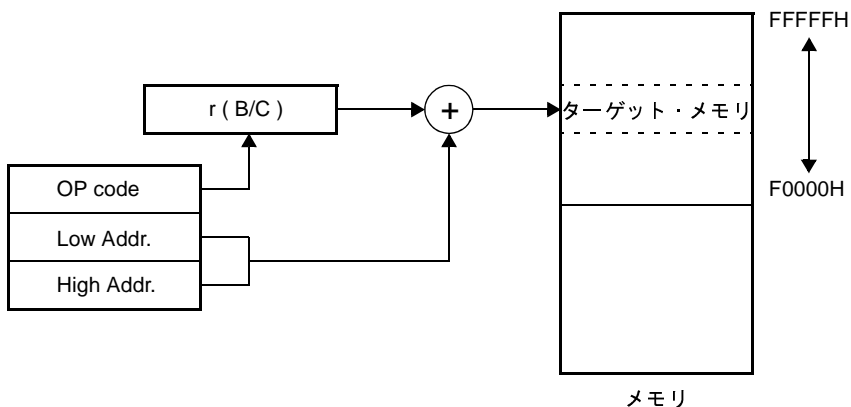 FFFFFH
r ( B/C )
+
ターゲット・メモリ
OP code
F0000H
Low Addr.
High Addr.
メモリ